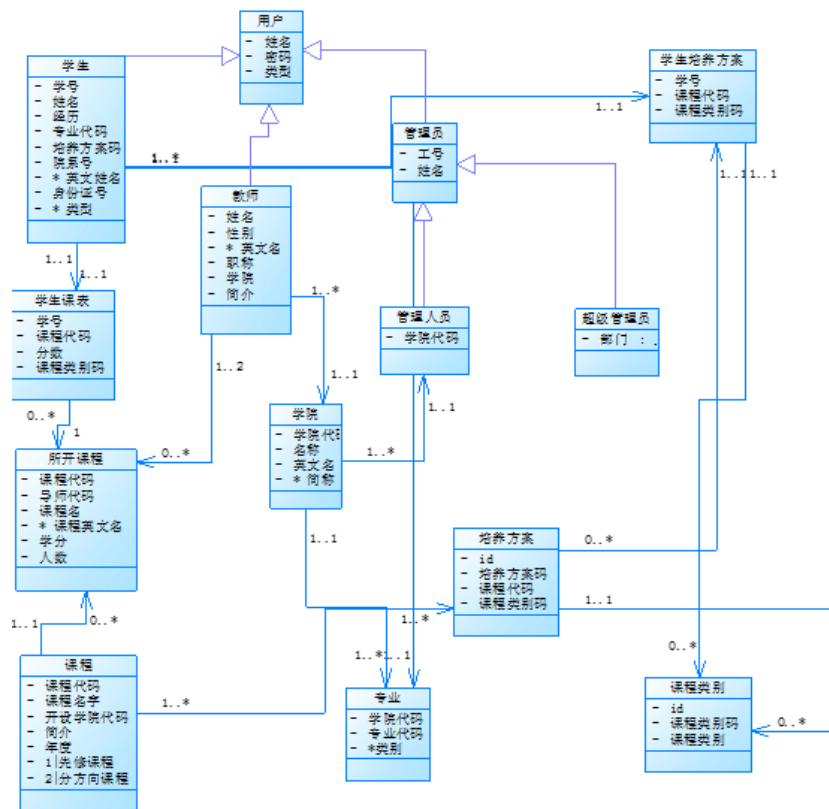 用户
- 姓名
- 密码
- 类型
学生
- 学号
- 姓名
- 经历
- 专业代码
- 培养方案码
- 院系号
- * 英文姓名
- 身份证号
- * 类型
学生培养方案
- 学号
- 课程代码
- 课程类别码
1..1
管理员
- 工号
- 姓名
1..*
1..1
1..1
教师
- 姓名
- 性别
- * 英文名
- 职称
- 学院
- 简介
1..1
1..1
学生课表
- 学号
- 课程代码
- 分数
- 课程类别码
1..*
管理人员
- 学院代码
超级管理员
- 部门 : .
1..2
1..1
1..1
0..*
1
学院
- 学院代
- 名称
- 英文名
- * 简称
1..*
所开课程
- 课程代码
- 导师代码
- 课程名
- * 课程英文名
- 学分
- 人数
0..*
1..1
培养方案
- id
- 培养方案码
- 课程代码
- 课程类别码
0..*
1..1
1..1
0..*
1..*
课程
- 课程代码
- 课程名字
- 开设学院代码
- 简介
- 年度
- 1|先修课程
- 2|分方向课程
1..*
1..*
1..1
专业
- 学院代码
- 专业代码
- *类别
0..*
课程类别
- id
- 课程类别码
- 课程类别
0..*